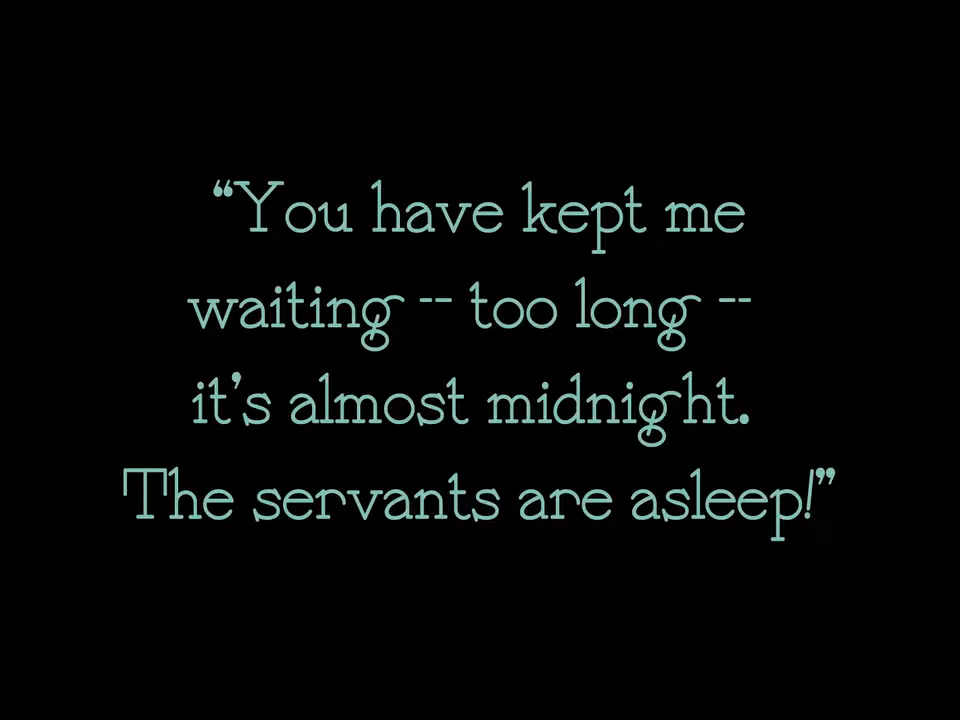 “You have kept me
waiting -- too long --
it’s almost midnight.
The servants are asleep!”